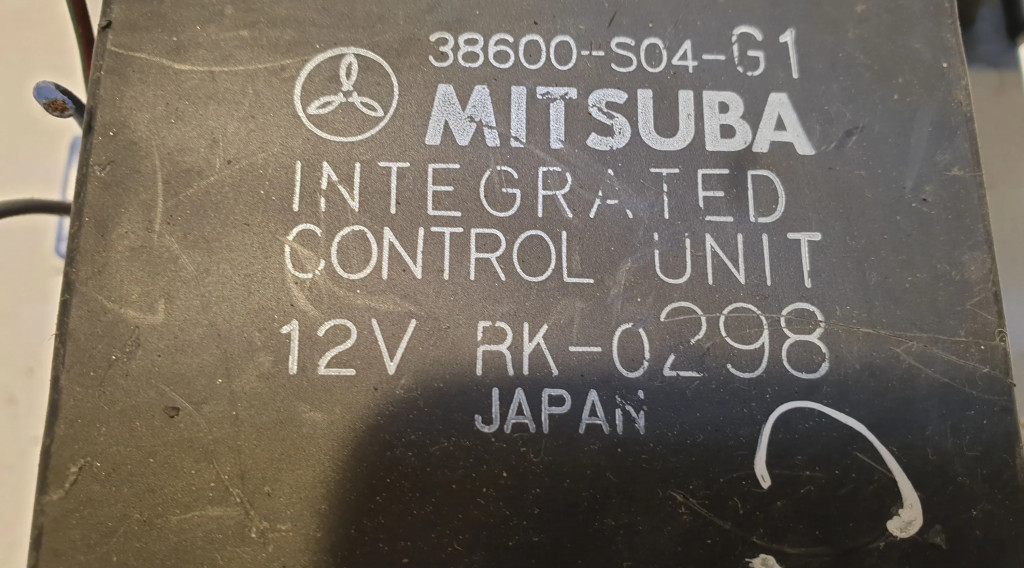 38600-S04-G1
MITSUBA
INTEGRATED
CONTROL UNIT
12V RK-0298
JAPAN